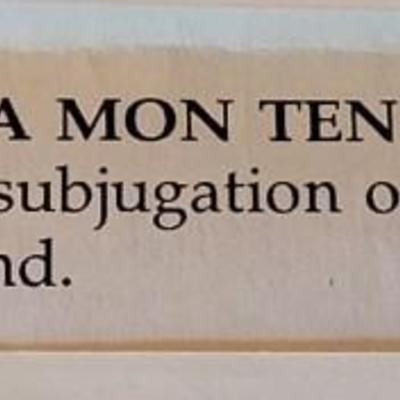 A MON TEN
subjugation o
nd.